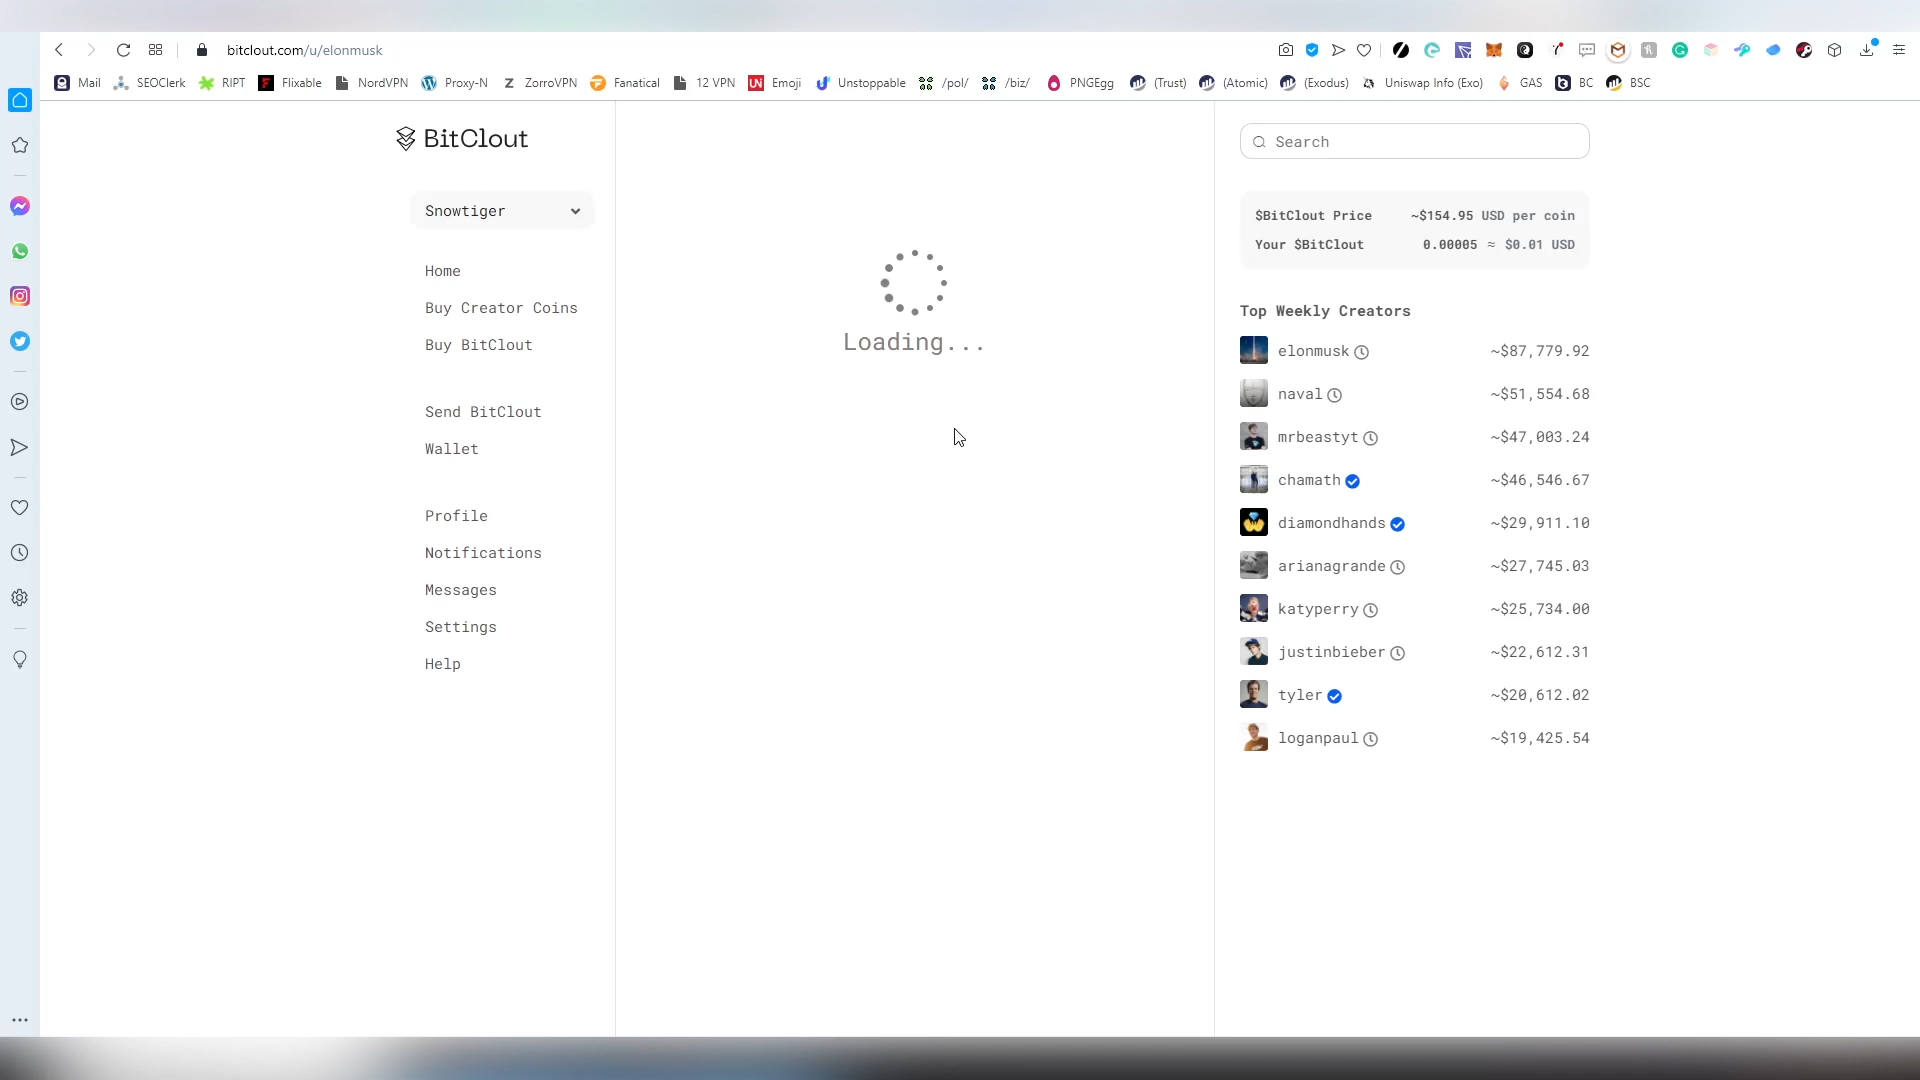 bitclout.com/u/elonmusk
Mail SEOClerk RIPT Flixable NordVPN Proxy-N ZorroVPN Fanatical 12 VPN Emoji Unstoppable /pol/ /biz/ PNGEgg (Trust) (Atomic) (Exodus) Uniswap Info (Exo) GAS BC BSC
BitClout
Snowtiger
Home
Buy Creator Coins
Buy BitClout
Send BitClout
Wallet
Profile
Notifications
Messages
Settings
Help
Loading...
Search
$BitClout Price ~$154.95 USD per coin
Your $BitClout 0.00005 ≈ $0.01 USD
Top Weekly Creators
elonmusk ~$87,779.92
naval ~$51,554.68
mrbeastyt ~$47,003.24
chamath ~$46,546.67
diamondhands ~$29,911.10
arianagrande ~$27,745.03
katyperry ~$25,734.00
justinbieber ~$22,612.31
tyler ~$20,612.02
loganpaul ~$19,425.54